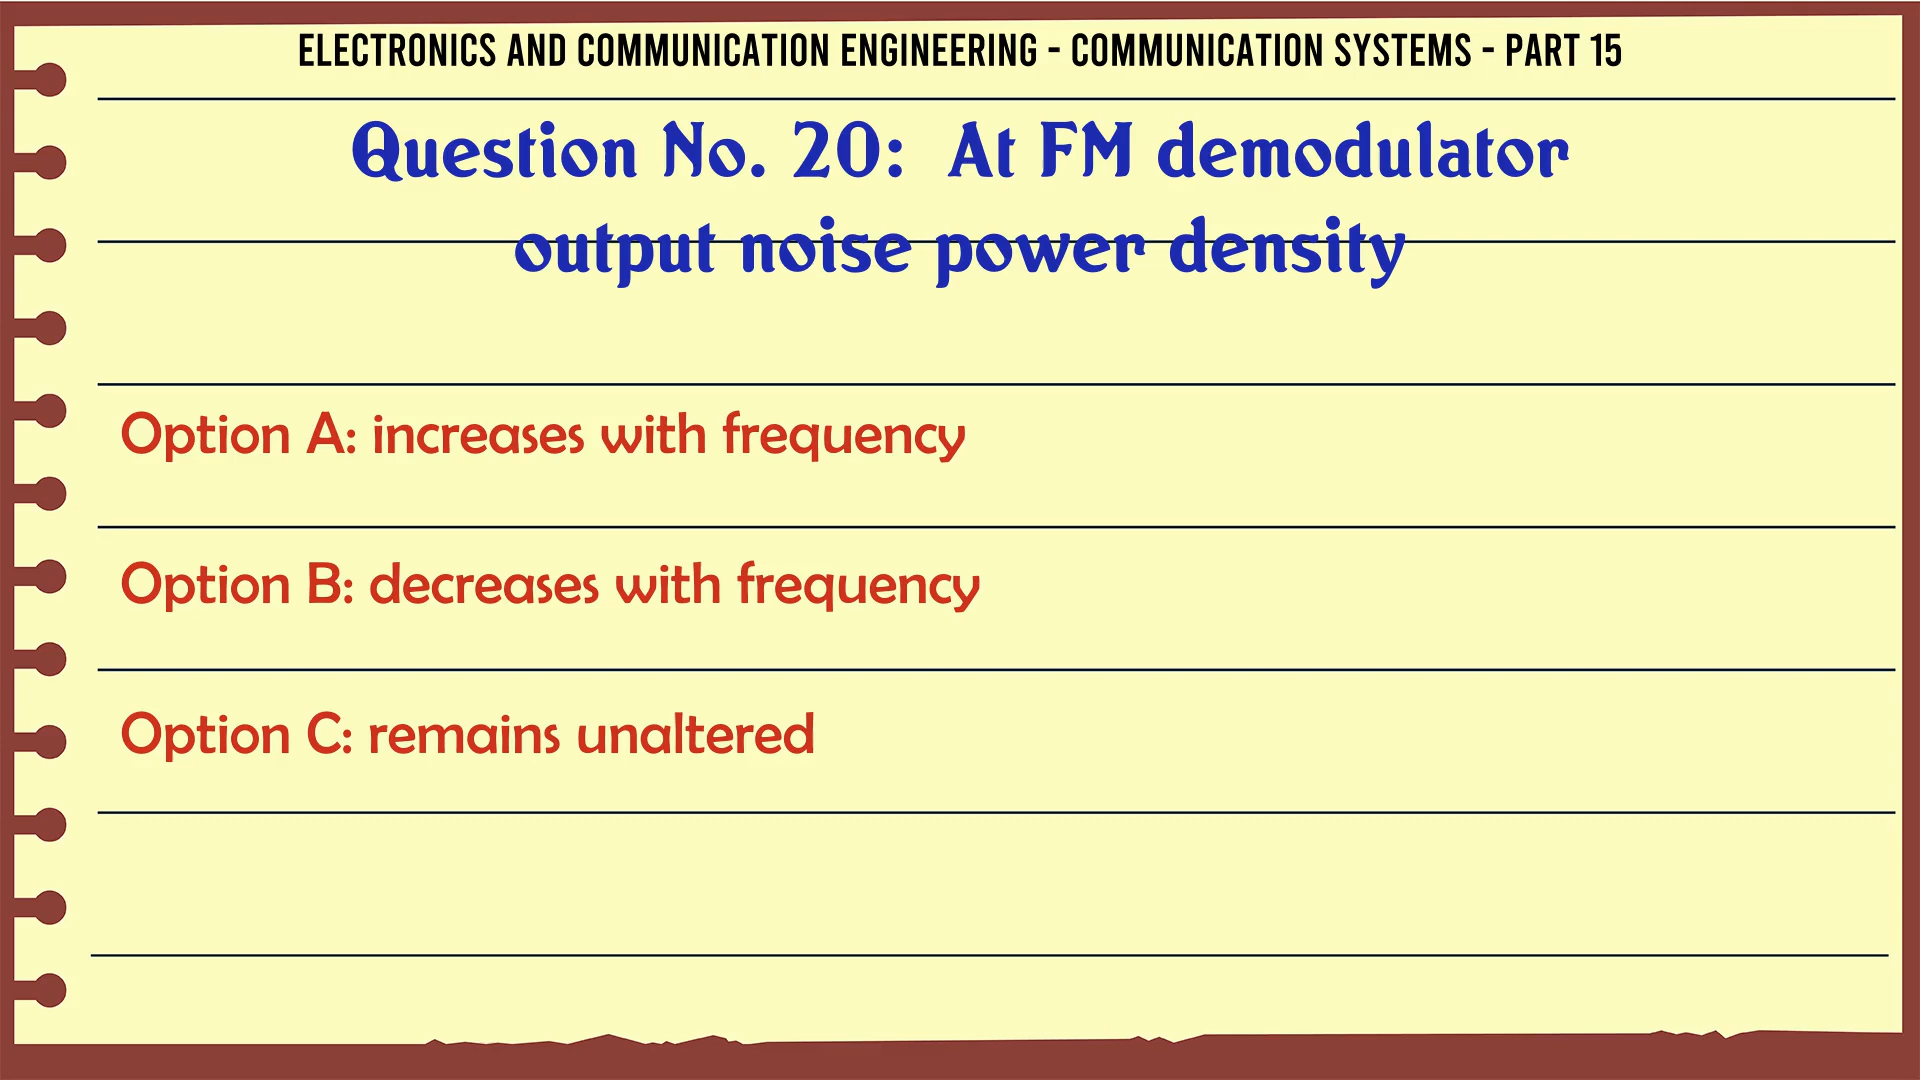 ELECTRONICS AND COMMUNICATION ENGINEERING - COMMUNICATION SYSTEMS - PART 15
Question No. 20: At FM demodulator
output noise power density
Option A: increases with frequency
Option B: decreases with frequency
Option C: remains unaltered